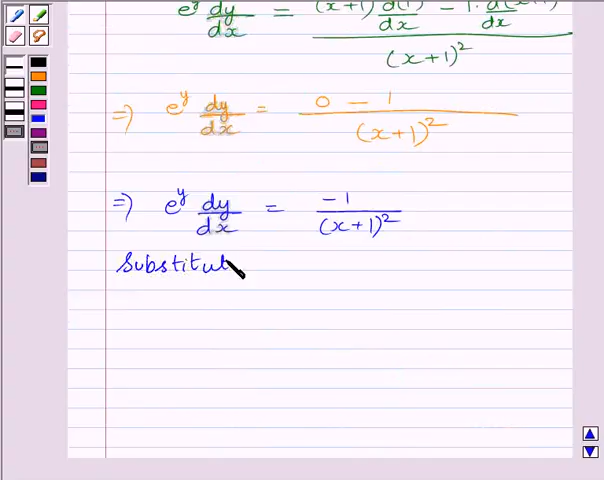 e^y dy/dx = ((x+1) d(1)/dx - 1. d(x+1)/dx)/(x+1)^2
⇒ e^y dy/dx = (0 - 1)/(x+1)^2
⇒ e^y dy/dx = -1/(x+1)^2
Substitut